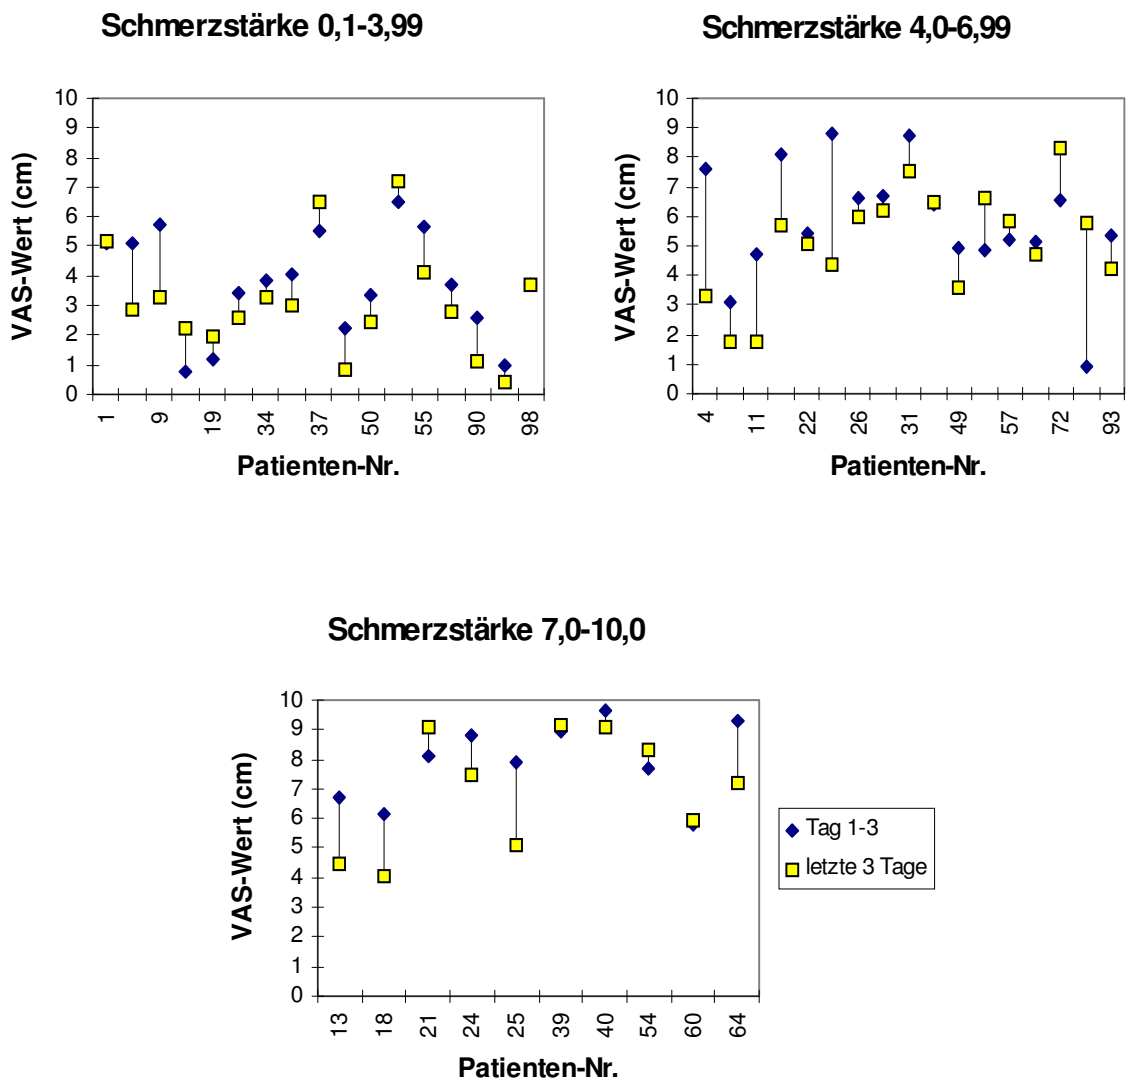 Schmerzstärke 0,1-3,99
10
9
8
7
6
5
4
3
2
1
0
VAS-Wert (cm)
1 9 19 34 37 50 55 90 98
Patienten-Nr.
Schmerzstärke 4,0-6,99
10
9
8
7
6
5
4
3
2
1
0
VAS-Wert (cm)
4 11 22 26 31 49 57 72 93
Patienten-Nr.
Schmerzstärke 7,0-10,0
10
9
8
7
6
5
4
3
2
1
0
VAS-Wert (cm)
13 18 21 24 25 39 40 54 60 64
Patienten-Nr.
Tag 1-3
letzte 3 Tage